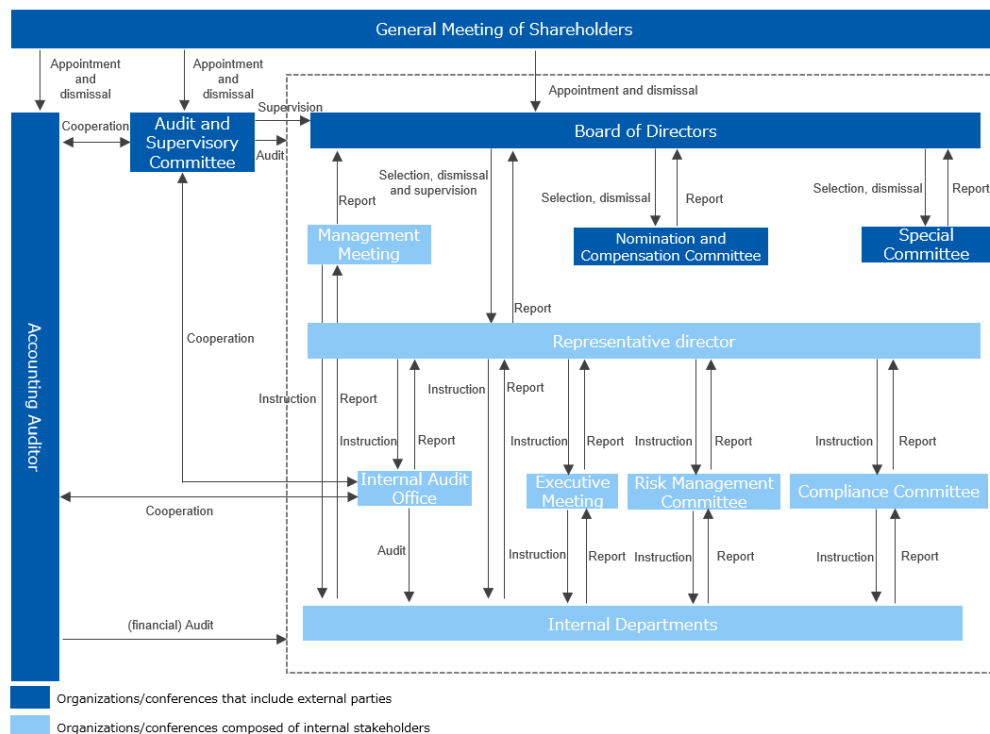 General Meeting of Shareholders
Appointment
and
dismissal
Appointment
and
dismissal
Appointment and dismissal
Supervision
Cooperation
Audit and
Supervisory
Committee
Audit
Board of Directors
Selection, dismissal
and supervision
Report
Selection, dismissal
Report
Selection, dismissal
Report
Management
Meeting
Nomination and
Compensation Committee
Special
Committee
Report
Cooperation
Representative director
Accounting Auditor
Instruction
Report
Instruction
Report
Instruction
Report
Instruction
Report
Instruction
Report
Instruction
Report
Internal Audit
Office
Executive
Meeting
Risk Management
Committee
Compliance Committee
Cooperation
Audit
Instruction
Report
Instruction
Report
Instruction
Report
Internal Departments
(financial) Audit
Organizations/conferences that include external parties
Organizations/conferences composed of internal stakeholders